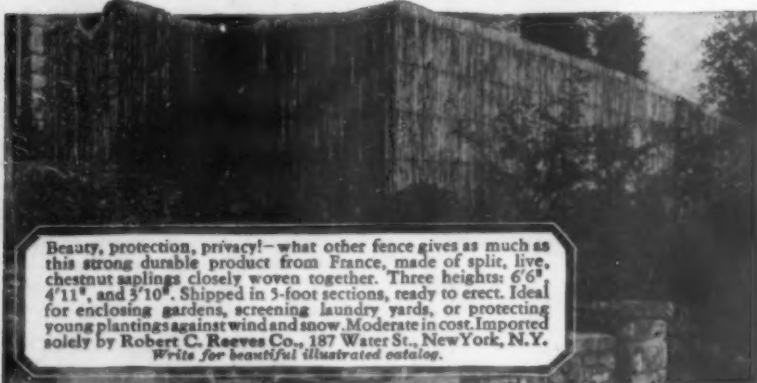 Beauty, protection, privacy!—what other fence gives as much as
this strong durable product from France, made of split, live,
chestnut saplings closely woven together. Three heights: 6'6",
4'11", and 3'10". Shipped in 5-foot sections, ready to erect. Ideal
for enclosing gardens, screening laundry yards, or protecting
young plantings against wind and snow. Moderate in cost. Imported
solely by Robert C. Reeves Co., 187 Water St., New York, N.Y.
Write for beautiful illustrated catalog.